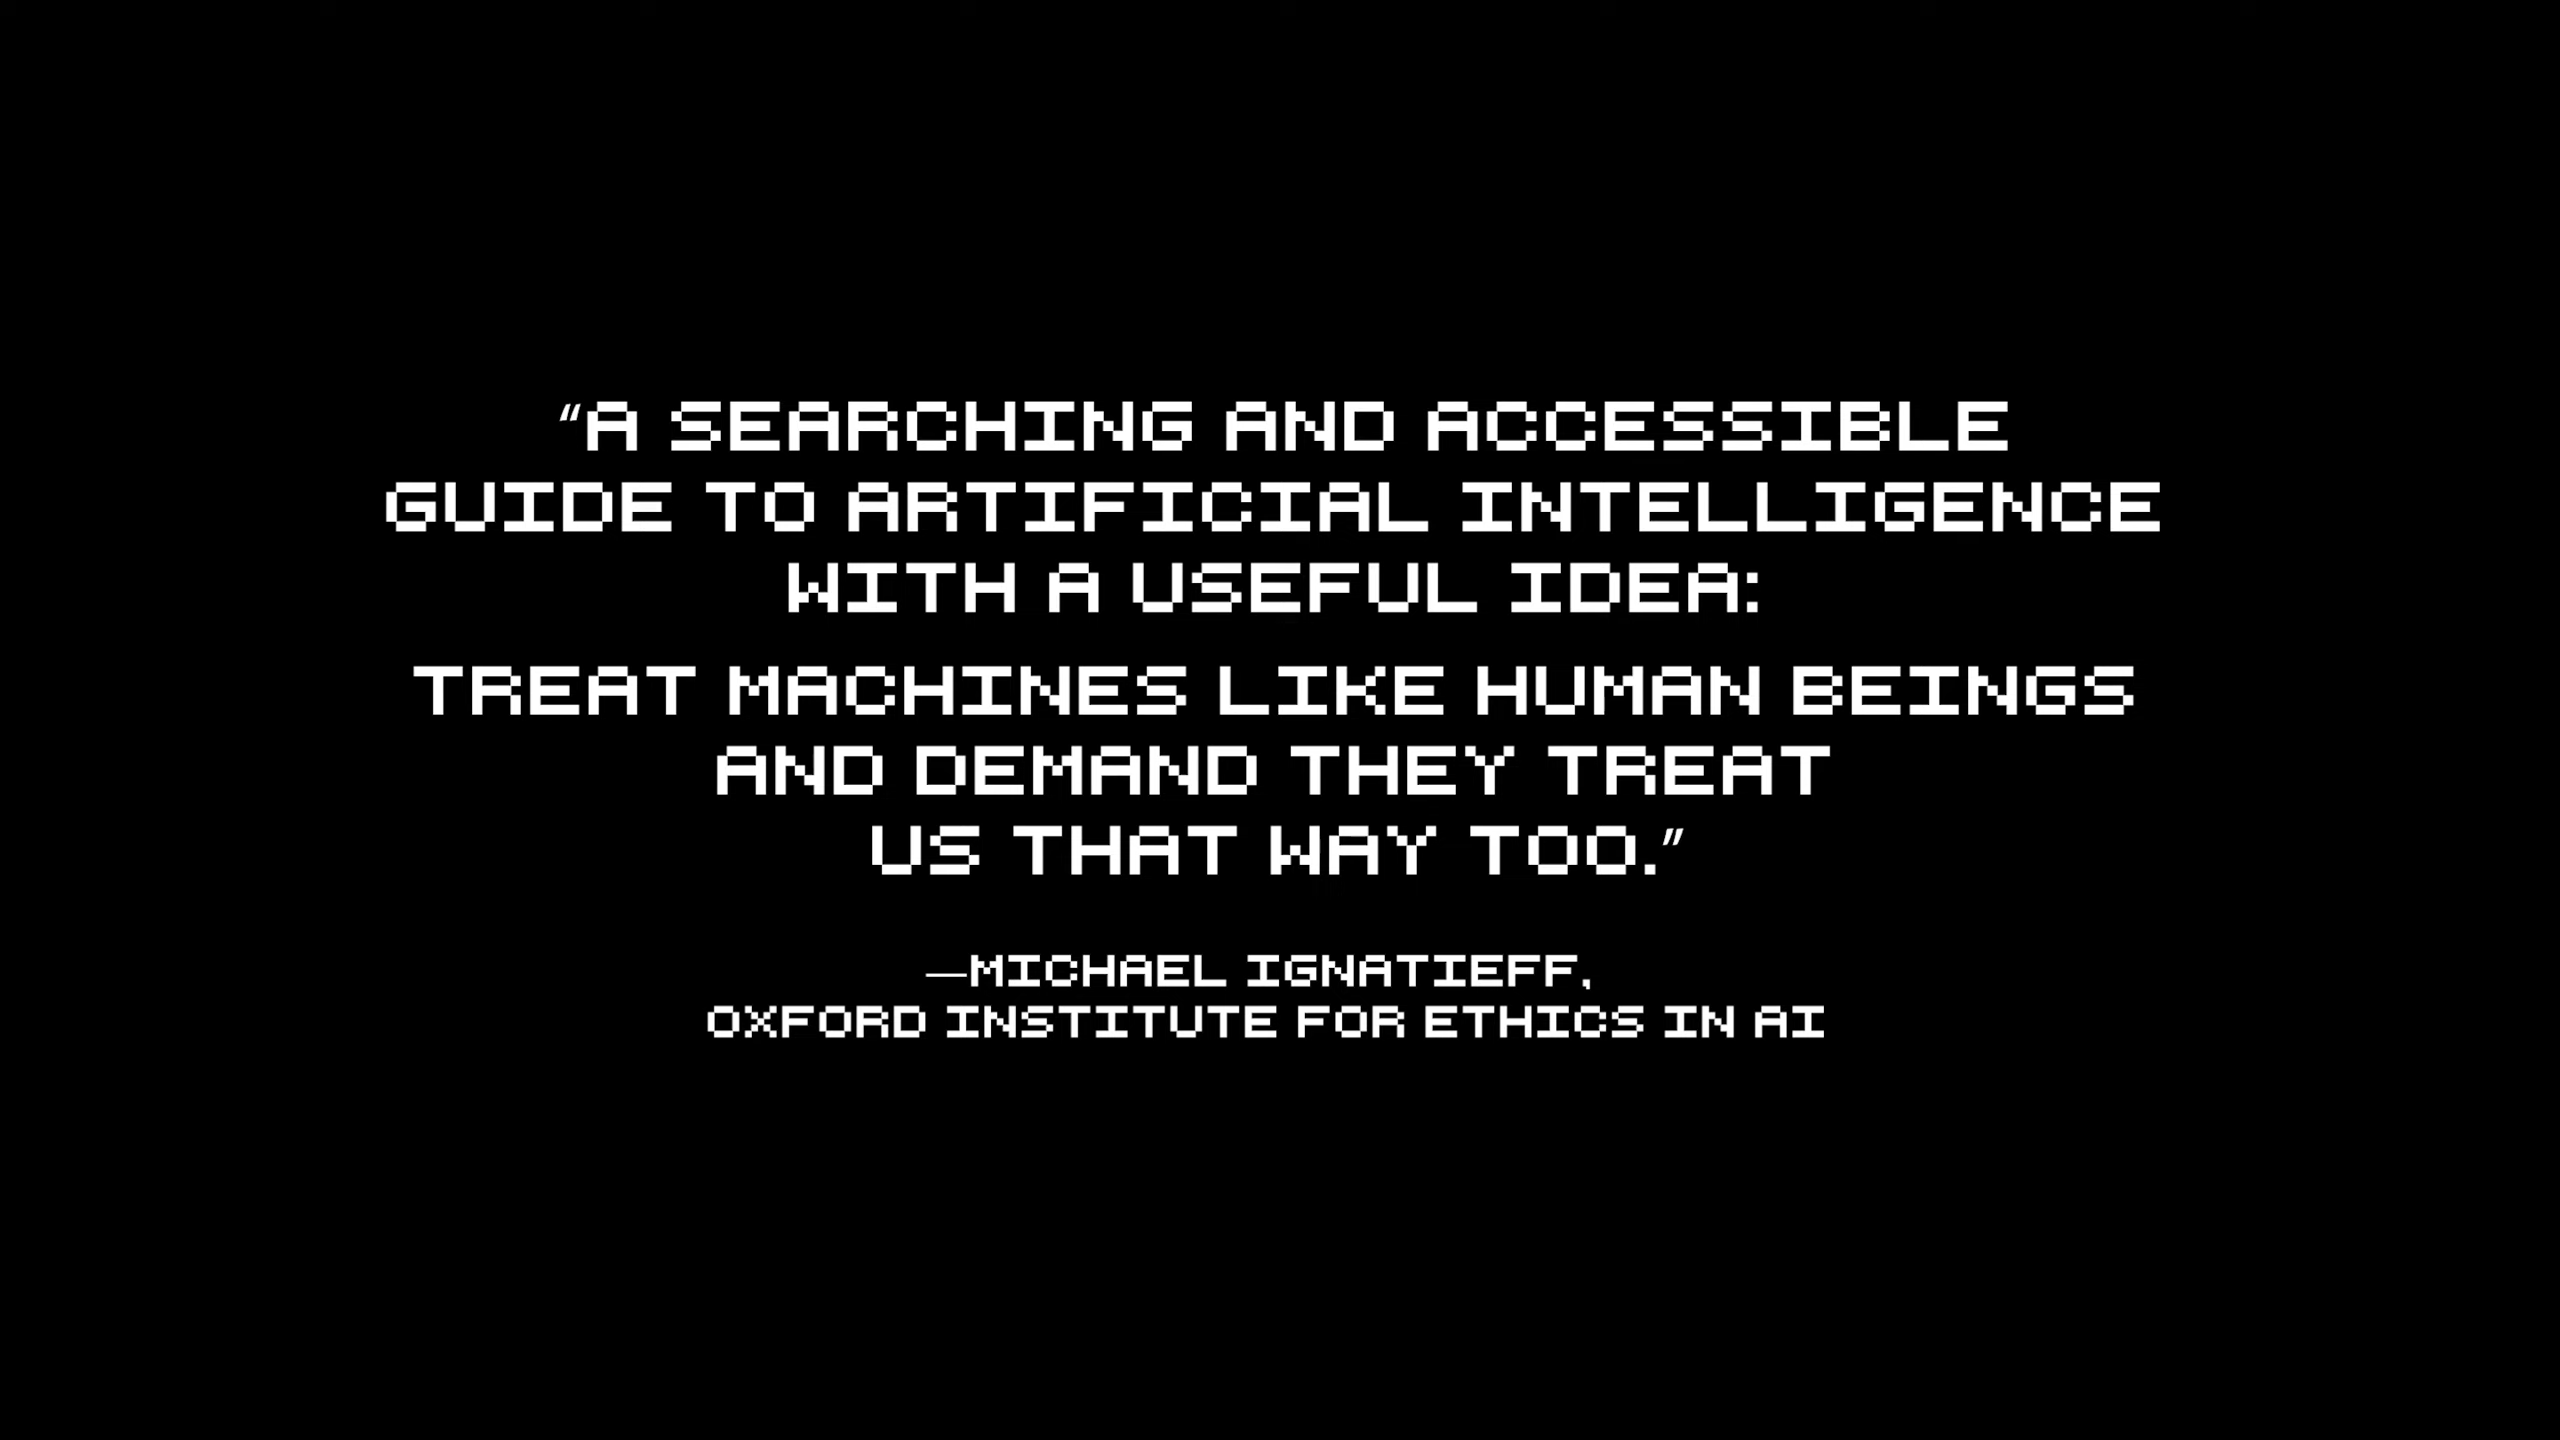 “A SEARCHING AND ACCESSIBLE
GUIDE TO ARTIFICIAL INTELLIGENCE
WITH A USEFUL IDEA:
TREAT MACHINES LIKE HUMAN BEINGS
AND DEMAND THEY TREAT
US THAT WAY TOO.”
—MICHAEL IGNATIEFF,
OXFORD INSTITUTE FOR ETHICS IN AI